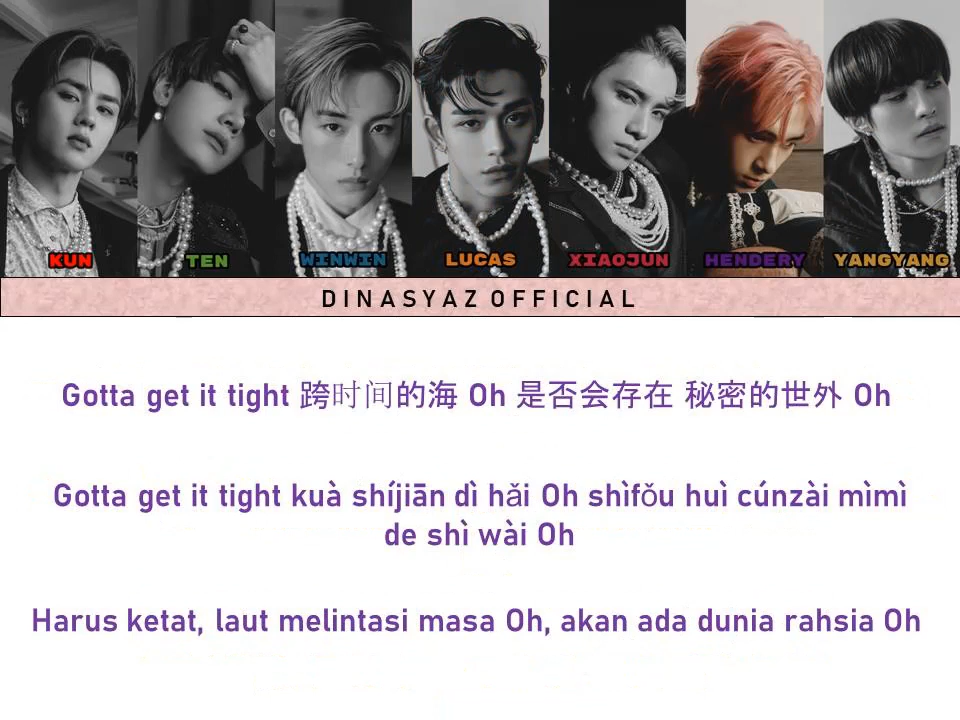 KUN TEN WINWIN LUCAS XIAOJUN HENDERY YANGYANG
DINASYAZ OFFICIAL
Gotta get it tight 跨时间的海 Oh 是否会存在 秘密的世外 Oh
Gotta get it tight kuà shíjiān dì hǎi Oh shìfǒu huì cúnzài mìmì
de shì wài Oh
Harus ketat, laut melintasi masa Oh, akan ada dunia rahsia Oh